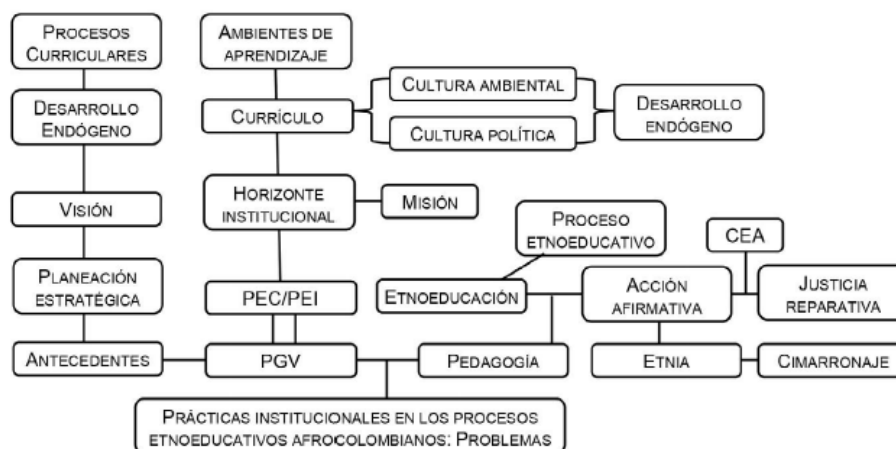 PROCESOS
CURRICULARES
AMBIENTES DE
APRENDIZAJE
CULTURA AMBIENTAL
DESARROLLO
ENDÓGENO
CURRÍCULO
DESARROLLO
ENDÓGENO
CULTURA POLÍTICA
VISIÓN
HORIZONTE
INSTITUCIONAL
MISIÓN
PROCESO
ETNOEDUCATIVO
CEA
PLANEACIÓN
ESTRATÉGICA
PEC/PEI
ETNOEDUCACIÓN
ACCIÓN
AFIRMATIVA
JUSTICIA
REPARATIVA
ANTECEDENTES
PGV
PEDAGOGÍA
ETNIA
CIMARRONAJE
PRÁCTICAS INSTITUCIONALES EN LOS PROCESOS
ETNOEDUCATIVOS AFROCOLOMBIANOS: PROBLEMAS